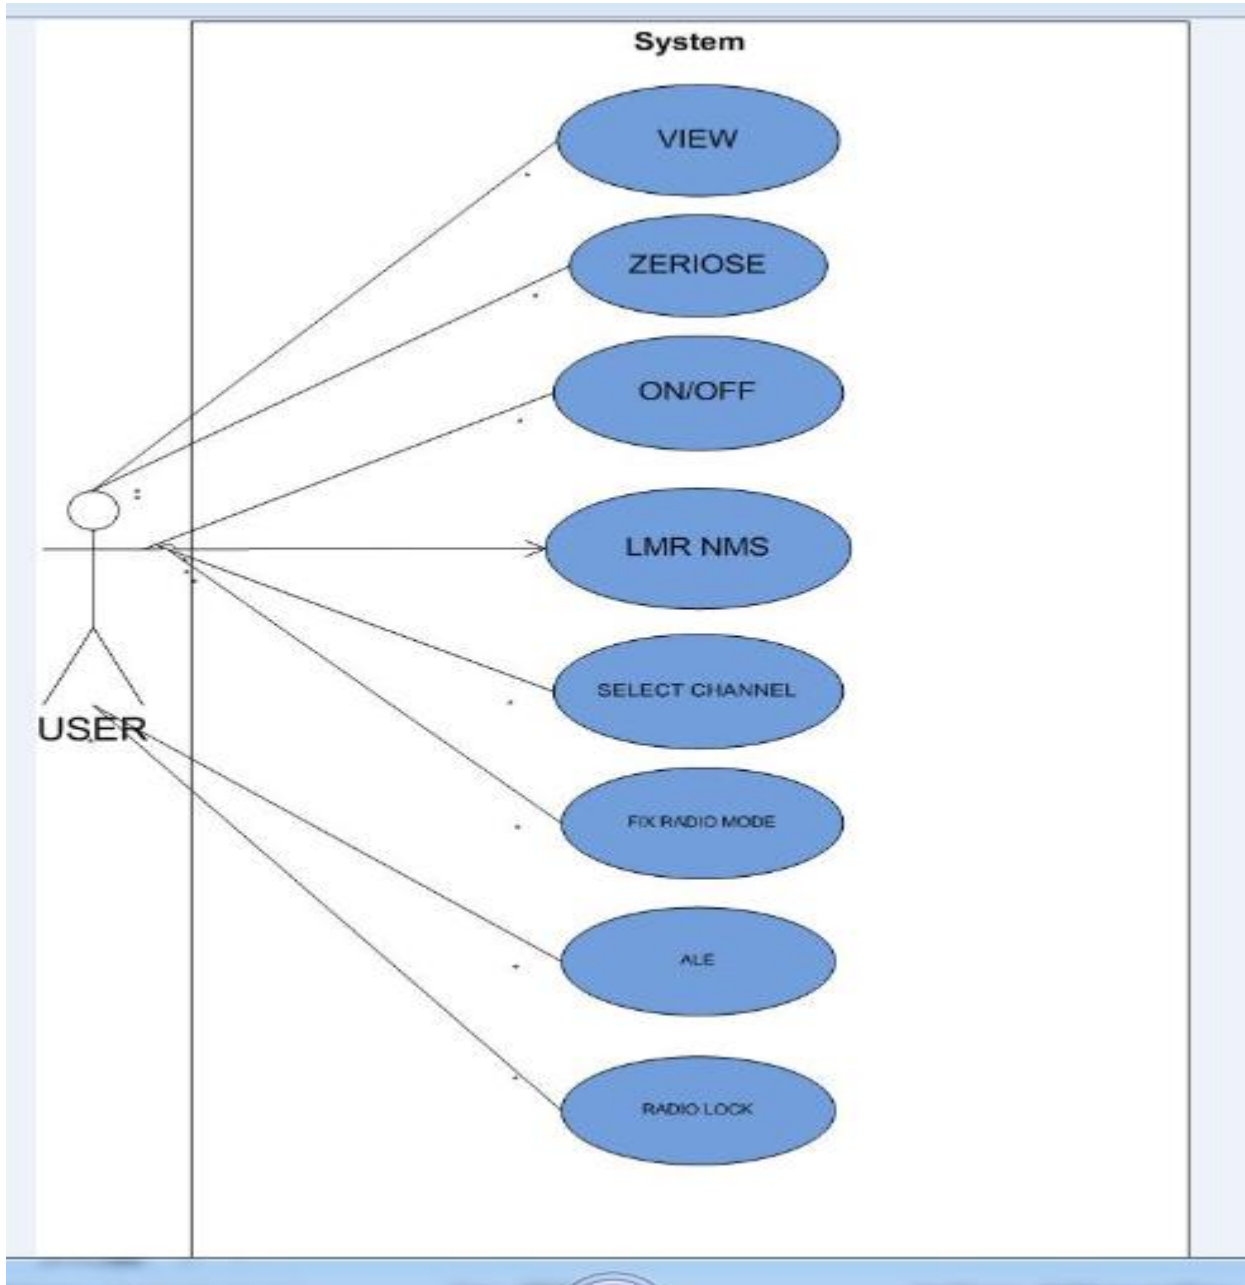 System
VIEW
ZERIOSE
ON/OFF
LMR NMS
SELECT CHANNEL
USER
FIX RADIO MODE
ALE
RADIO LOCK